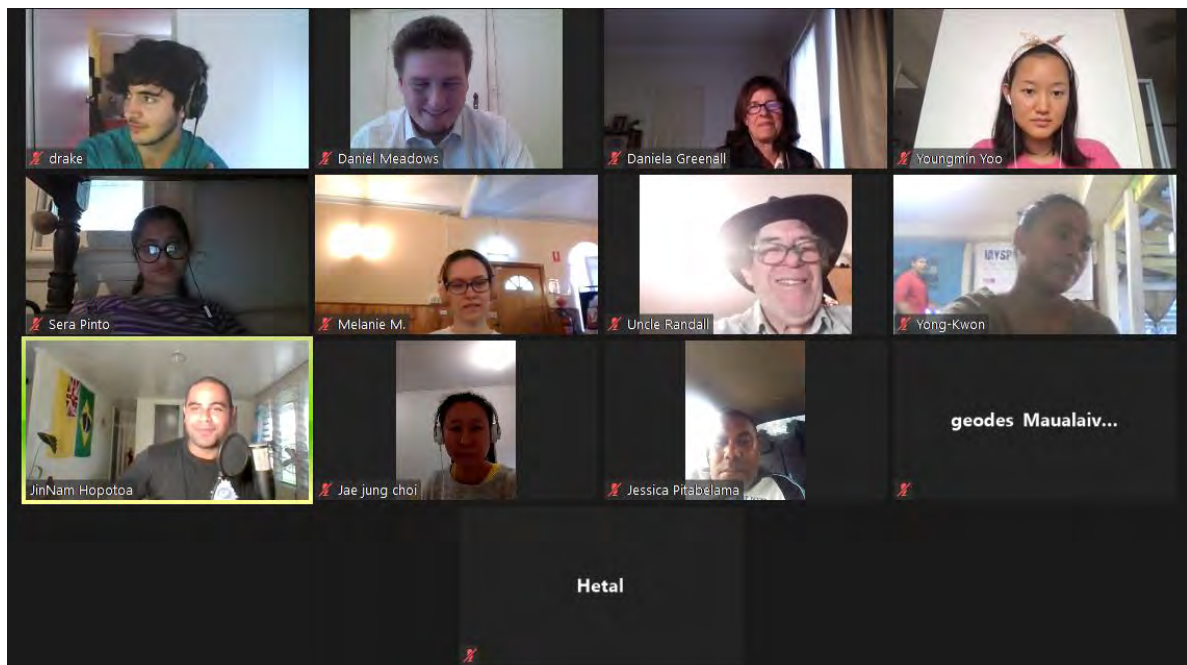 drake
Daniel Meadows
Daniela Greenall
Youngmin Yoo
Sera Pinto
Melanie M.
Uncle Randall
Yong-Kwon
JinNam Hopotoa
Jae jung choi
Jessica Pitabelama
geodes Maualaiv...
Hetal